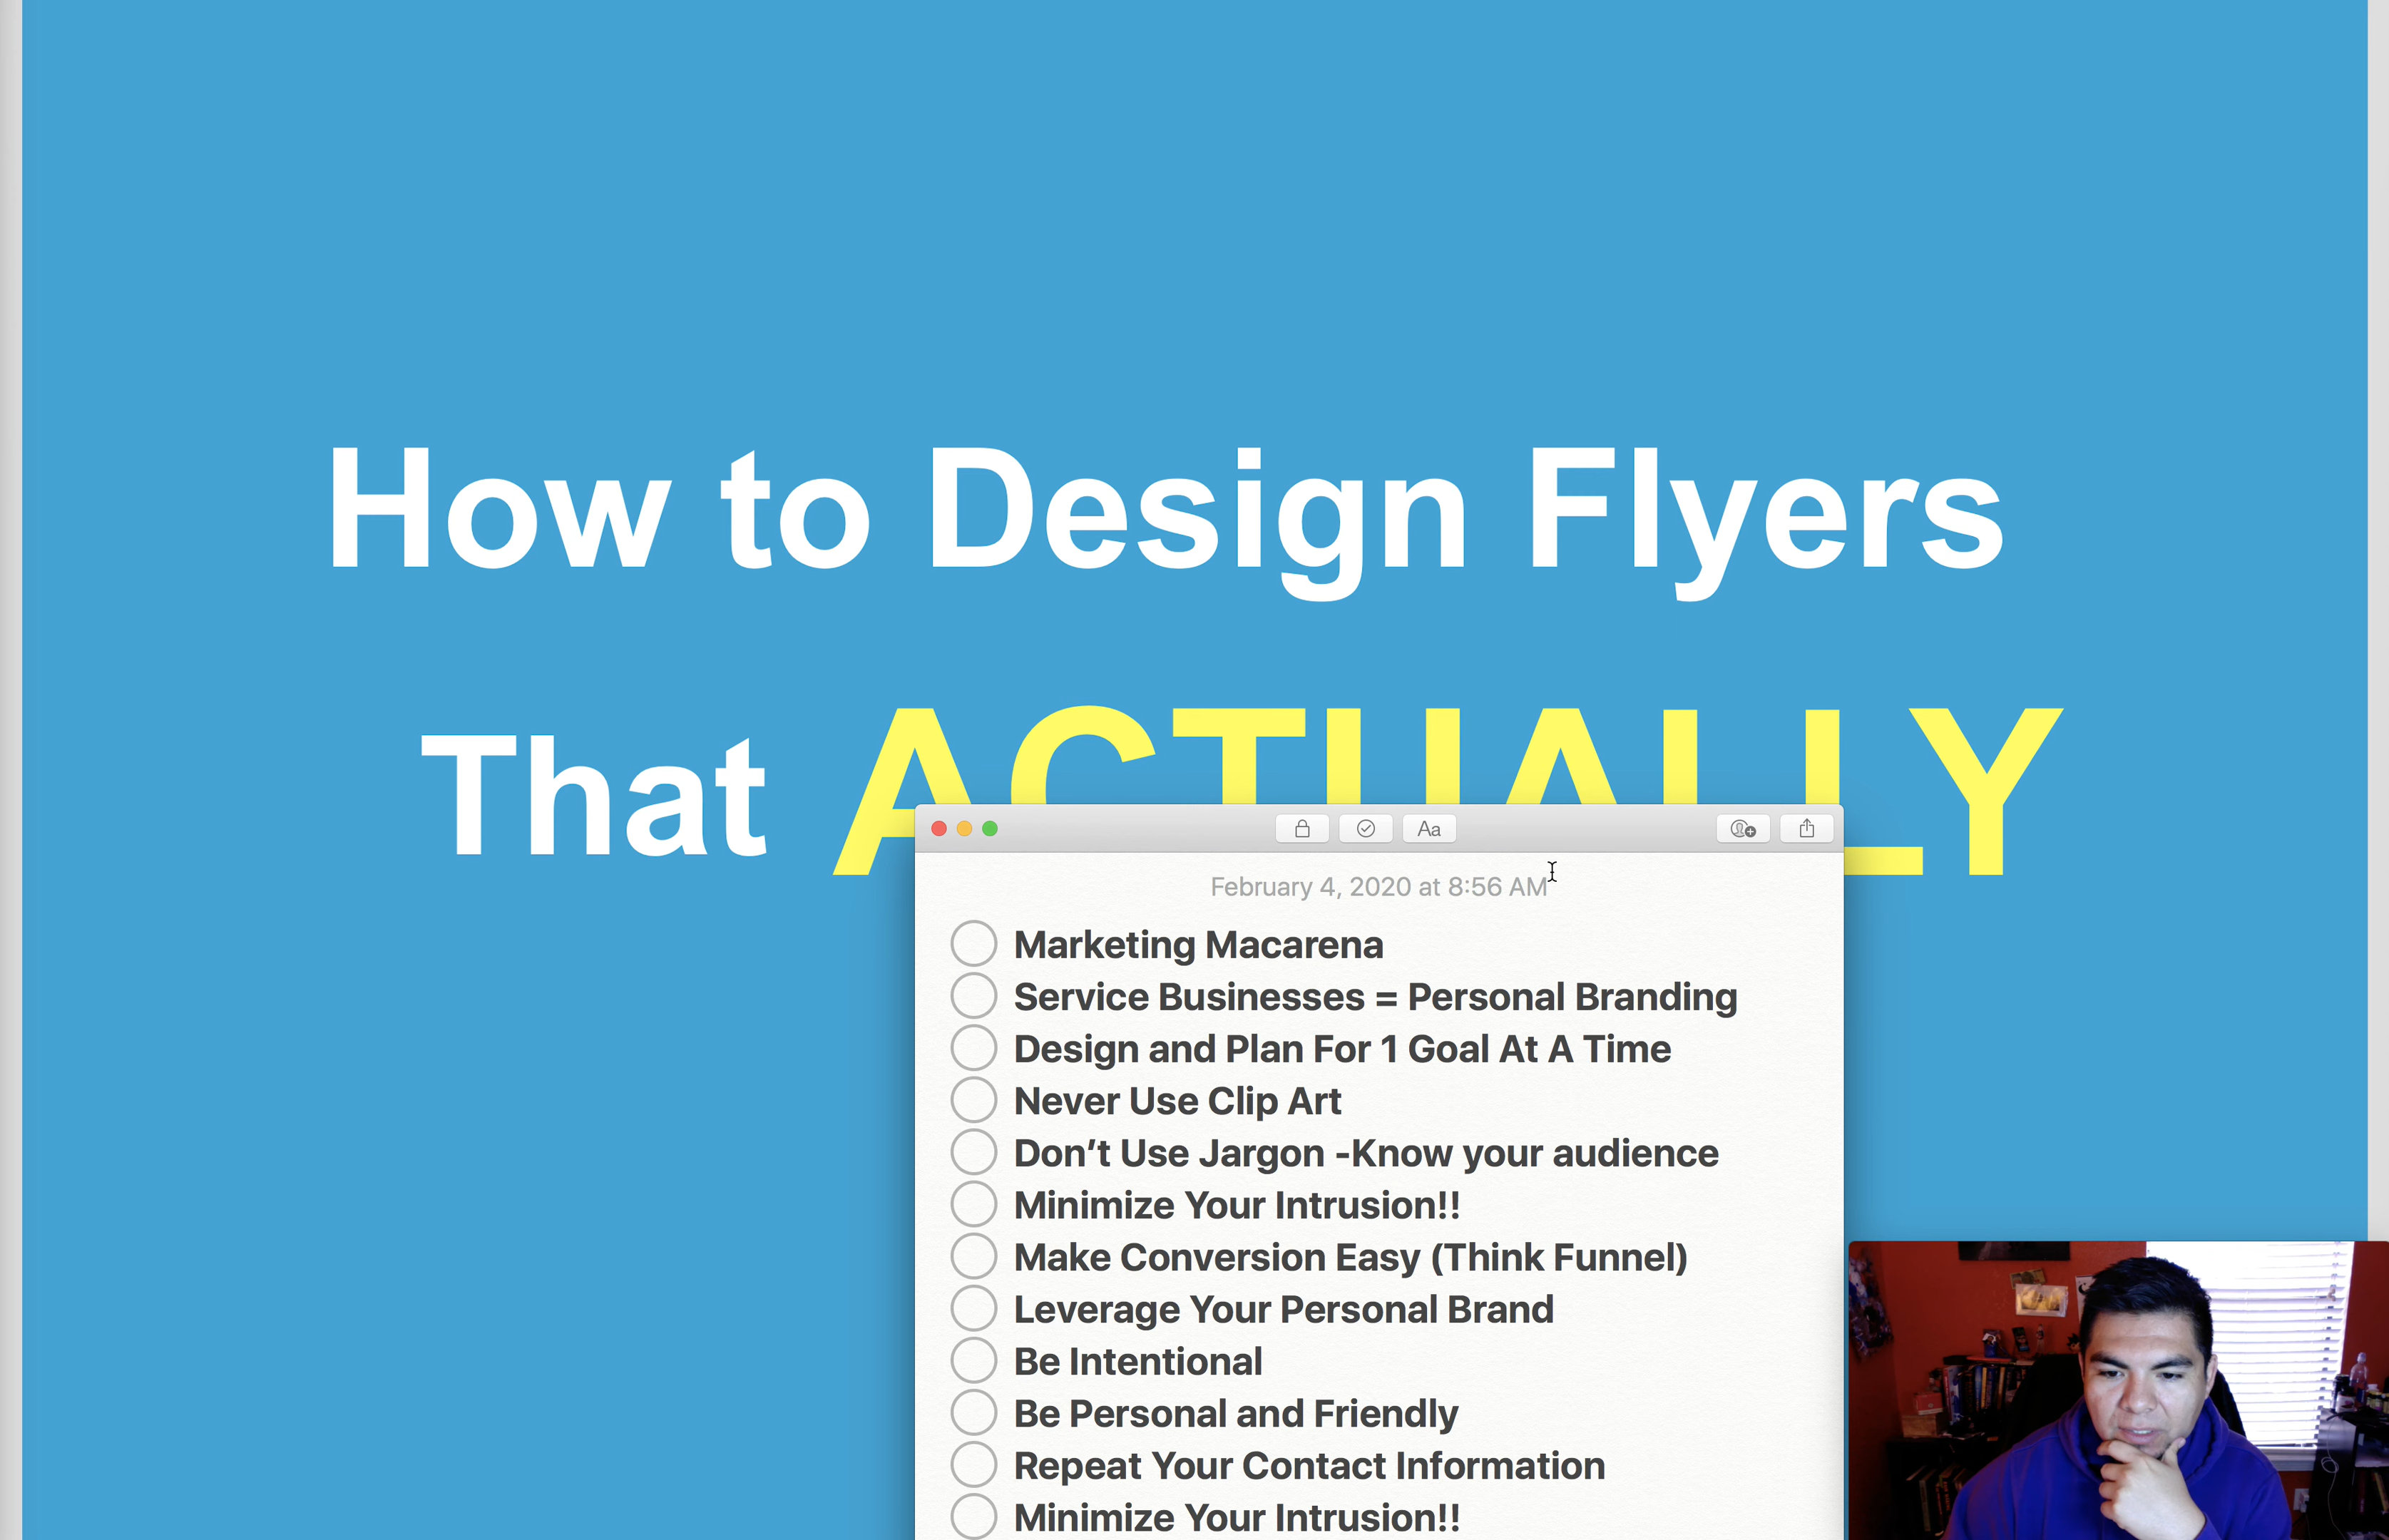 How to Design Flyers
That ACTUALLY
Aa
February 4, 2020 at 8:56 AM
Marketing Macarena
Service Businesses = Personal Branding
Design and Plan For 1 Goal At A Time
Never Use Clip Art
Don’t Use Jargon -Know your audience
Minimize Your Intrusion!!
Make Conversion Easy (Think Funnel)
Leverage Your Personal Brand
Be Intentional
Be Personal and Friendly
Repeat Your Contact Information
Minimize Your Intrusion!!